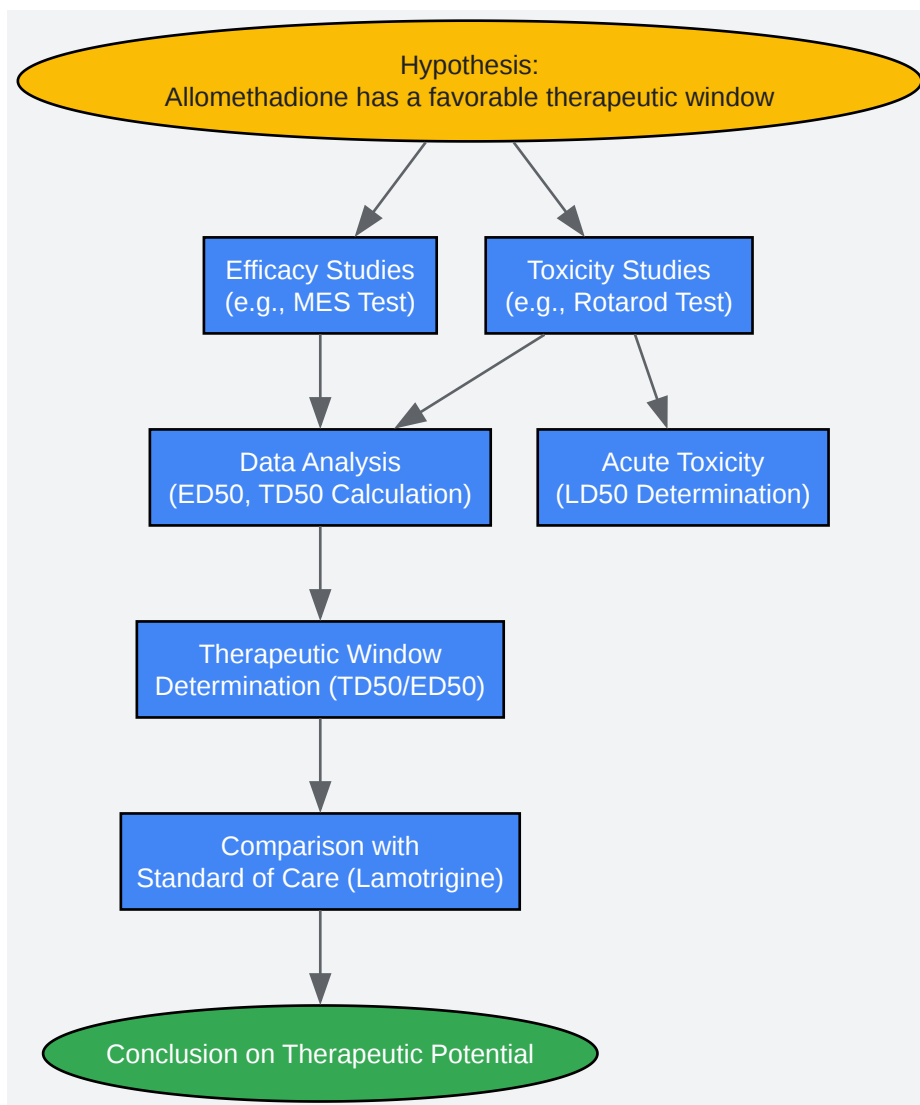 Hypothesis:
Allomethadione has a favorable therapeutic window
Efficacy Studies
(e.g., MES Test)
Toxicity Studies
(e.g., Rotarod Test)
Data Analysis
(ED50, TD50 Calculation)
Acute Toxicity
(LD50 Determination)
Therapeutic Window
Determination (TD50/ED50)
Comparison with
Standard of Care (Lamotrigine)
Conclusion on Therapeutic Potential